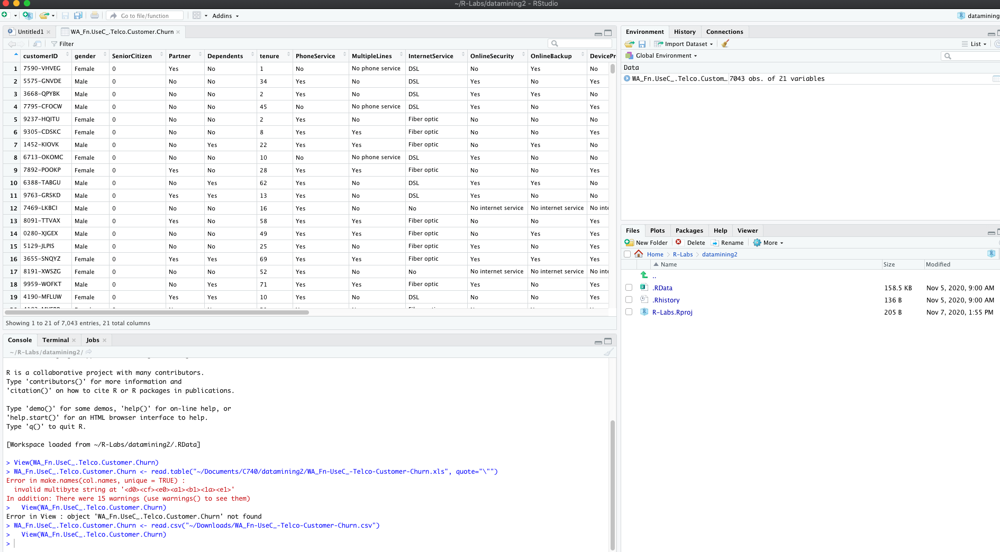 ~/R-Labs/datamining2 - RStudio
Go to file/function Addins datamining
Untitled1 WA_Fn.UseC_.Telco.Customer.Churn
Filter
customerID gender SeniorCitizen Partner Dependents tenure PhoneService MultipleLines InternetService OnlineSecurity OnlineBackup DevicePr
1 7590-VHVEG Female 0 Yes No 1 No No phone service DSL No Yes No
2 5575-GNVDE Male 0 No No 34 Yes No DSL Yes No Yes
3 3668-QPYBK Male 0 No No 2 Yes No DSL Yes Yes No
4 7795-CFOCW Male 0 No No 45 No No phone service DSL Yes No Yes
5 9237-HQITU Female 0 No No 2 Yes No Fiber optic No No No
6 9305-CDSKC Female 0 No No 8 Yes Yes Fiber optic No No Yes
7 1452-KIOVK Male 0 No Yes 22 Yes Yes Fiber optic No Yes No
8 6713-OKOMC Female 0 No No 10 No No phone service DSL Yes No No
9 7892-POOKP Female 0 Yes No 28 Yes Yes Fiber optic No No Yes
10 6388-TABGU Male 0 No Yes 62 Yes No DSL Yes Yes No
11 9763-GRSKD Male 0 Yes Yes 13 Yes No DSL Yes No No
12 7469-LKBCI Male 0 No No 16 Yes No No No internet service No internet service No inte
13 8091-TTVAX Male 0 Yes No 58 Yes Yes Fiber optic No No Yes
14 0280-XJGEX Male 0 No No 49 Yes Yes Fiber optic No Yes Yes
15 5129-JLPIS Male 0 No No 25 Yes No Fiber optic Yes No Yes
16 3655-SNQYZ Female 0 Yes Yes 69 Yes Yes Fiber optic Yes Yes Yes
17 8191-XWSZG Female 0 No No 52 Yes No No No internet service No internet service No inte
18 9959-WOFKT Male 0 No Yes 71 Yes Yes Fiber optic Yes No Yes
19 4190-MFLUW Female 0 Yes Yes 10 Yes No DSL No No Yes
Showing 1 to 21 of 7,043 entries, 21 total columns
Console Terminal Jobs
~/R-Labs/datamining2/
R is a collaborative project with many contributors.
Type 'contributors()' for more information and
'citation()' on how to cite R or R packages in publications.
Type 'demo()' for some demos, 'help()' for on-line help, or
'help.start()' for an HTML browser interface to help.
Type 'q()' to quit R.
[Workspace loaded from ~/R-Labs/datamining2/.RData]
> View(WA_Fn.UseC_.Telco.Customer.Churn)
> WA_Fn.UseC_.Telco.Customer.Churn <- read.table("~/Documents/C740/datamining2/WA_Fn-UseC_-Telco-Customer-Churn.xls", quote="\"")
Error in make.names(col.names, unique = TRUE) :
invalid multibyte string at '<d0><cf><e0><a1><b1><1a><e1>'
In addition: There were 15 warnings (use warnings() to see them)
> View(WA_Fn.UseC_.Telco.Customer.Churn)
Error in View : object 'WA_Fn.UseC_.Telco.Customer.Churn' not found
> WA_Fn.UseC_.Telco.Customer.Churn <- read.csv("~/Downloads/WA_Fn-UseC_-Telco-Customer-Churn.csv")
> View(WA_Fn.UseC_.Telco.Customer.Churn)
>
Environment History Connections
Import Dataset List
Global Environment
Data
WA_Fn.UseC_.Telco.Custom… 7043 obs. of 21 variables
Files Plots Packages Help Viewer
New Folder Delete Rename More
Home R-Labs datamining2
Name Size Modified
..
.RData 158.5 KB Nov 5, 2020, 9:00 AM
.Rhistory 136 B Nov 5, 2020, 9:00 AM
R-Labs.Rproj 205 B Nov 7, 2020, 1:55 PM